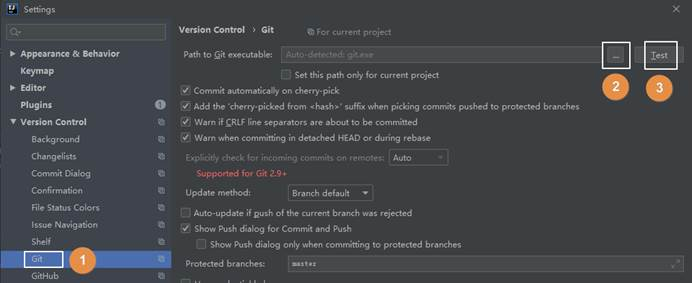 Settings
Version Control › Git
For current project
Appearance & Behavior
Keymap
Editor
Plugins
1
Version Control
Background
Changelists
Commit Dialog
Confirmation
File Status Colors
Issue Navigation
Shelf
Git
1
GitHub
Path to Git executable:
Auto-detected: git.exe
...
Test
2
3
Set this path only for current project
Commit automatically on cherry-pick
Add the 'cherry-picked from <hash>' suffix when picking commits pushed to protected branches
Warn if CRLF line separators are about to be committed
Warn when committing in detached HEAD or during rebase
Explicitly check for incoming commits on remotes: Auto
Supported for Git 2.9+
Update method: Branch default
Auto-update if push of the current branch was rejected
Show Push dialog for Commit and Push
Show Push dialog only when committing to protected branches
Protected branches: master